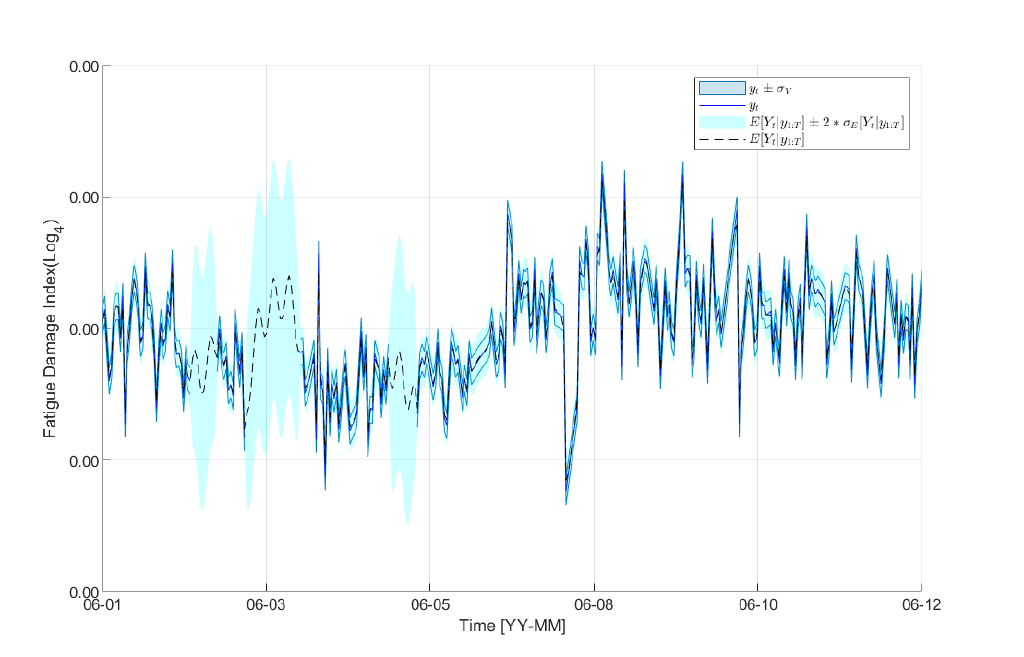 0.00
0.00
0.00
0.00
0.00
Fatigue Damage Index(Log₄)
06-01
06-03
06-05
06-08
06-10
06-12
Time [YY-MM]
yₜ ± σ_V
yₜ
E[Yₜ|y₁:T] ± 2 * σ_E[Yₜ|y₁:T]
E[Yₜ|y₁:T]